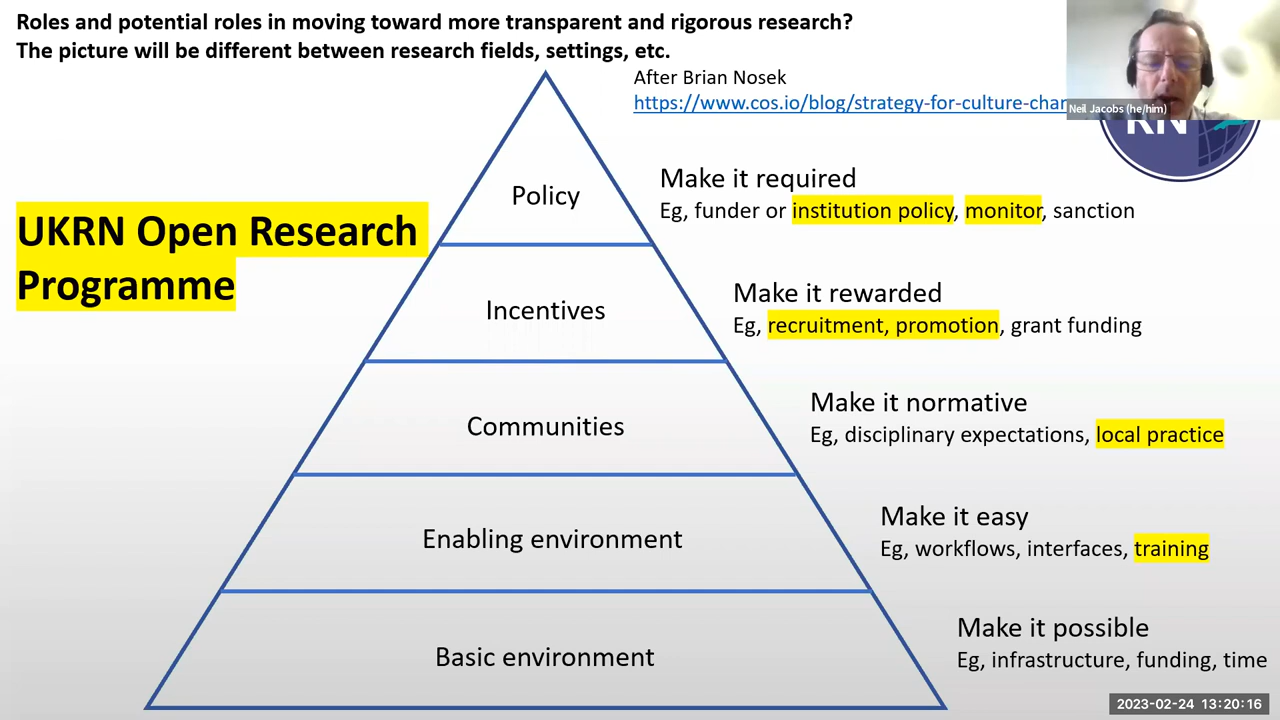 Roles and potential roles in moving toward more transparent and rigorous research?
The picture will be different between research fields, settings, etc.
After Brian Nosek
https://www.cos.io/blog/strategy-for-culture-char
Neil Jacobs (he/him)
RN
UKRN Open Research
Programme
Policy
Make it required
Eg, funder or institution policy, monitor, sanction
Incentives
Make it rewarded
Eg, recruitment, promotion, grant funding
Communities
Make it normative
Eg, disciplinary expectations, local practice
Enabling environment
Make it easy
Eg, workflows, interfaces, training
Basic environment
Make it possible
Eg, infrastructure, funding, time
2023-02-24 13:20:16